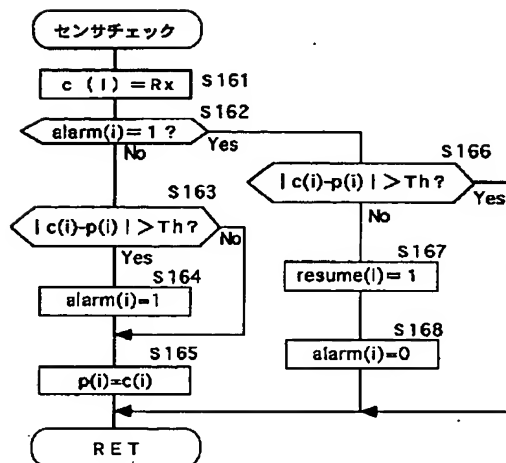 センサチェック
c (i) = Rx
S161
S162
alarm(i)=1 ?
No
Yes
S163
| c(i)-p(i) | >Th?
No
Yes
S164
alarm(i)=1
S165
p(i)=c(i)
RET
S166
| c(i)-p(i) | >Th?
Yes
No
S167
resume(i)= 1
S168
alarm(i)=0